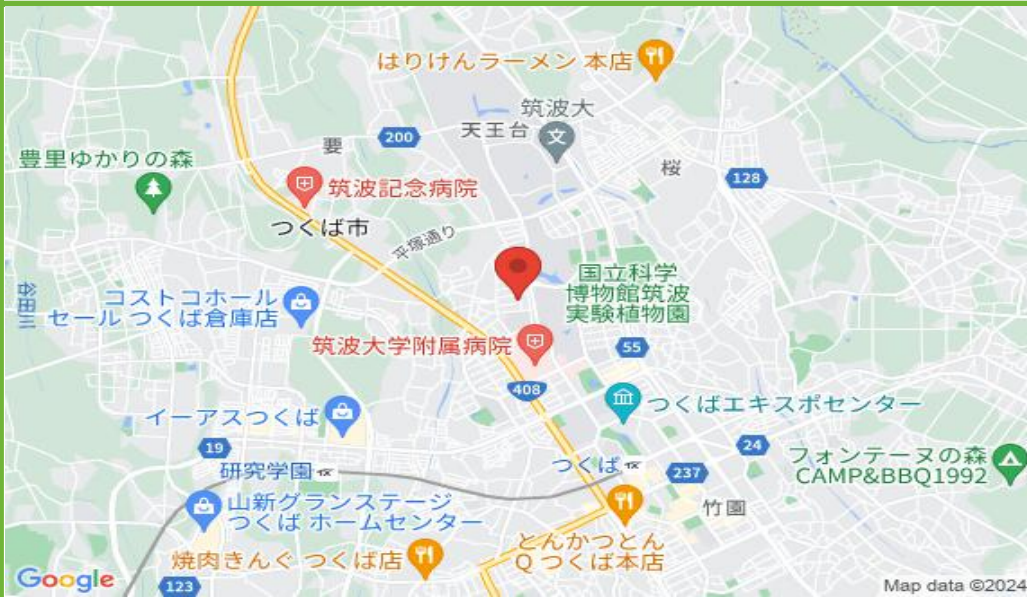 はりけんラーメン 本店
筑波大
天王台
要
200
桜
128
豊里ゆかりの森
筑波記念病院
つくば市
平塚通り
谷田川
国立科学
博物館筑波
実験植物園
コストコホール
セール つくば倉庫店
筑波大学附属病院
55
408
つくばエキスポセンター
イーアスつくば
19
24
研究学園
つくば
237
フォンテーヌの森
CAMP&BBQ1992
山新グランステージ
つくば ホームセンター
竹園
とんかつとん
Q つくば本店
焼肉きんぐ つくば店
Google
123
Map data ©2024